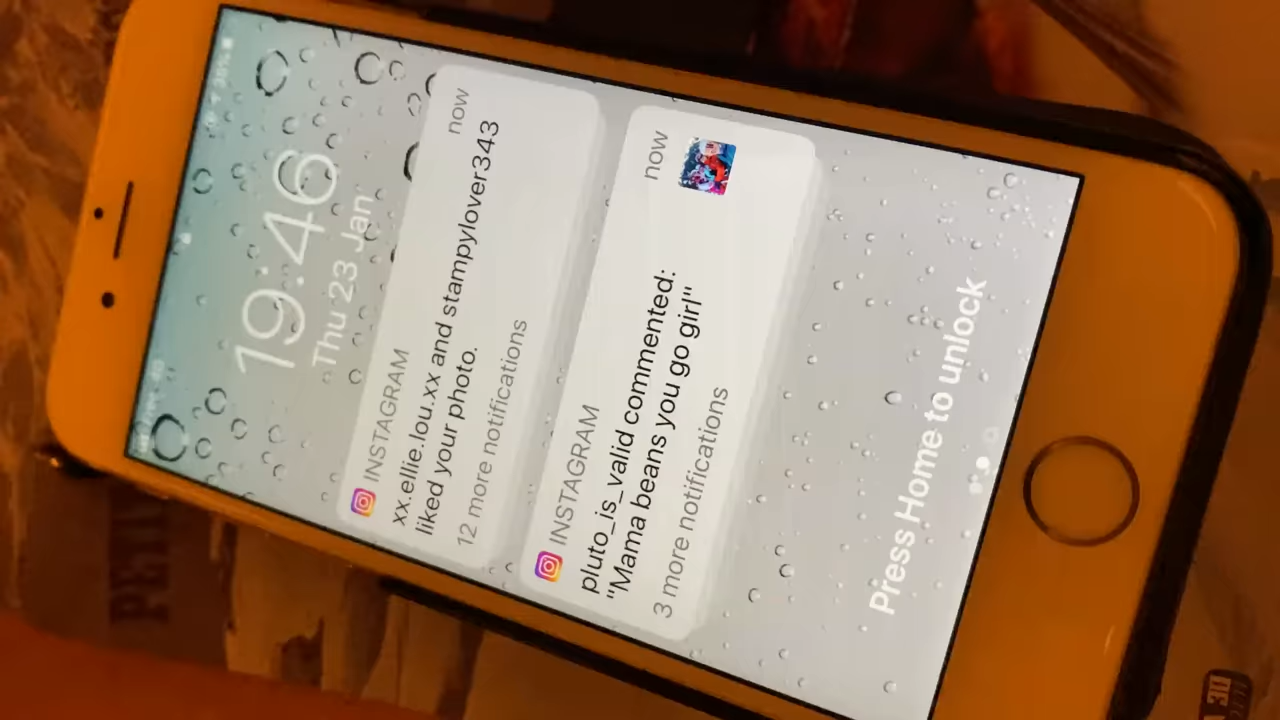 19:46
Thu 23 Jan
INSTAGRAM
now
xx.ellie.lou.xx and stampylover343
liked your photo.
12 more notifications
INSTAGRAM
now
pluto_is_valid commented:
"Mama beans you go girl"
3 more notifications
Press Home to unlock